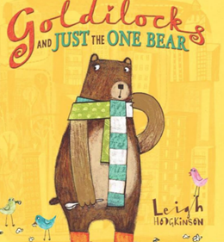 Goldilocks
AND JUST THE ONE BEAR
Leigh
HODGKINSON